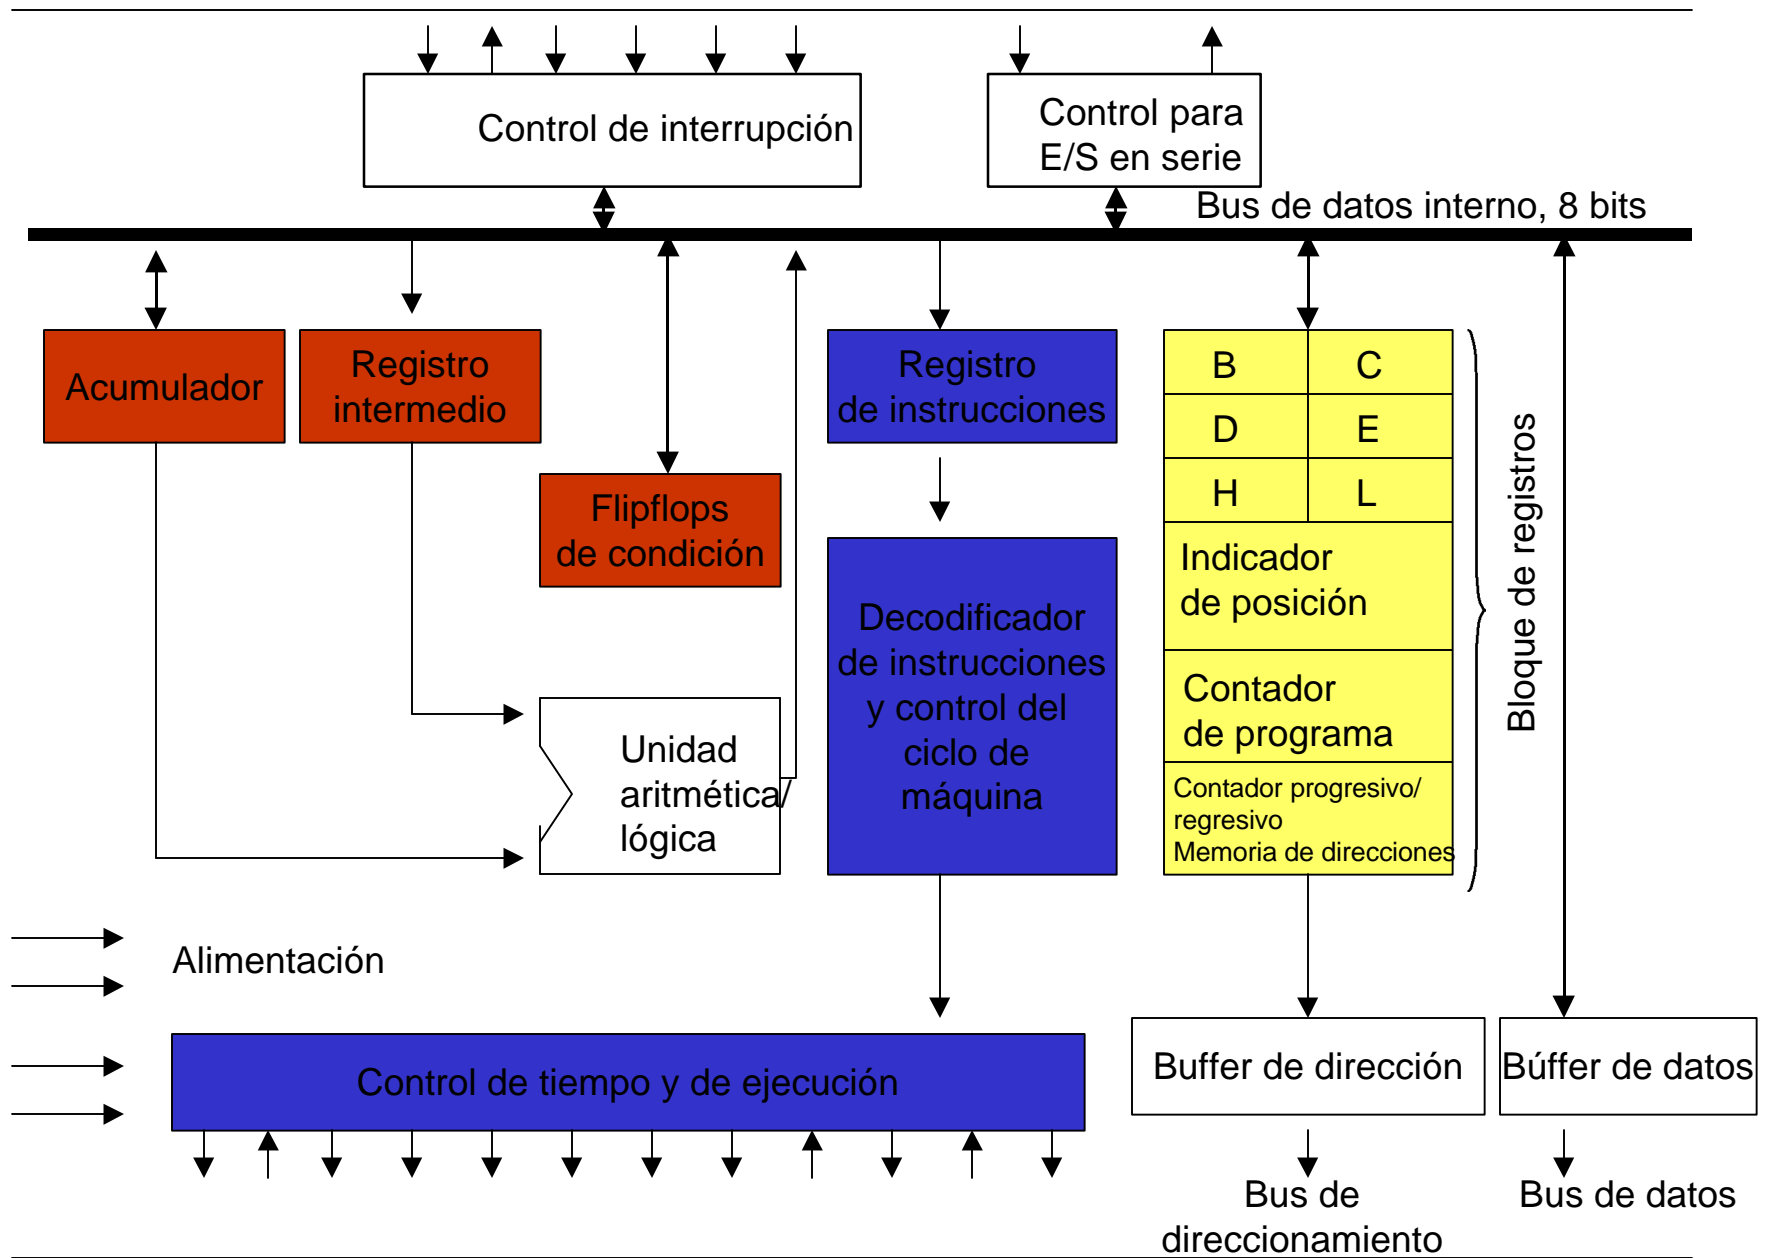 Control de interrupción
Control para
E/S en serie
Bus de datos interno, 8 bits
Acumulador
Registro
intermedio
Flipflops
de condición
Registro
de instrucciones
B
C
D
E
H
L
Indicador
de posición
Contador
de programa
Contador progresivo/
regresivo
Memoria de direcciones
Bloque de registros
Decodificador
de instrucciones
y control del
ciclo de
máquina
Unidad
aritmética/
lógica
Alimentación
Control de tiempo y de ejecución
Buffer de dirección
Búffer de datos
Bus de
direccionamiento
Bus de datos